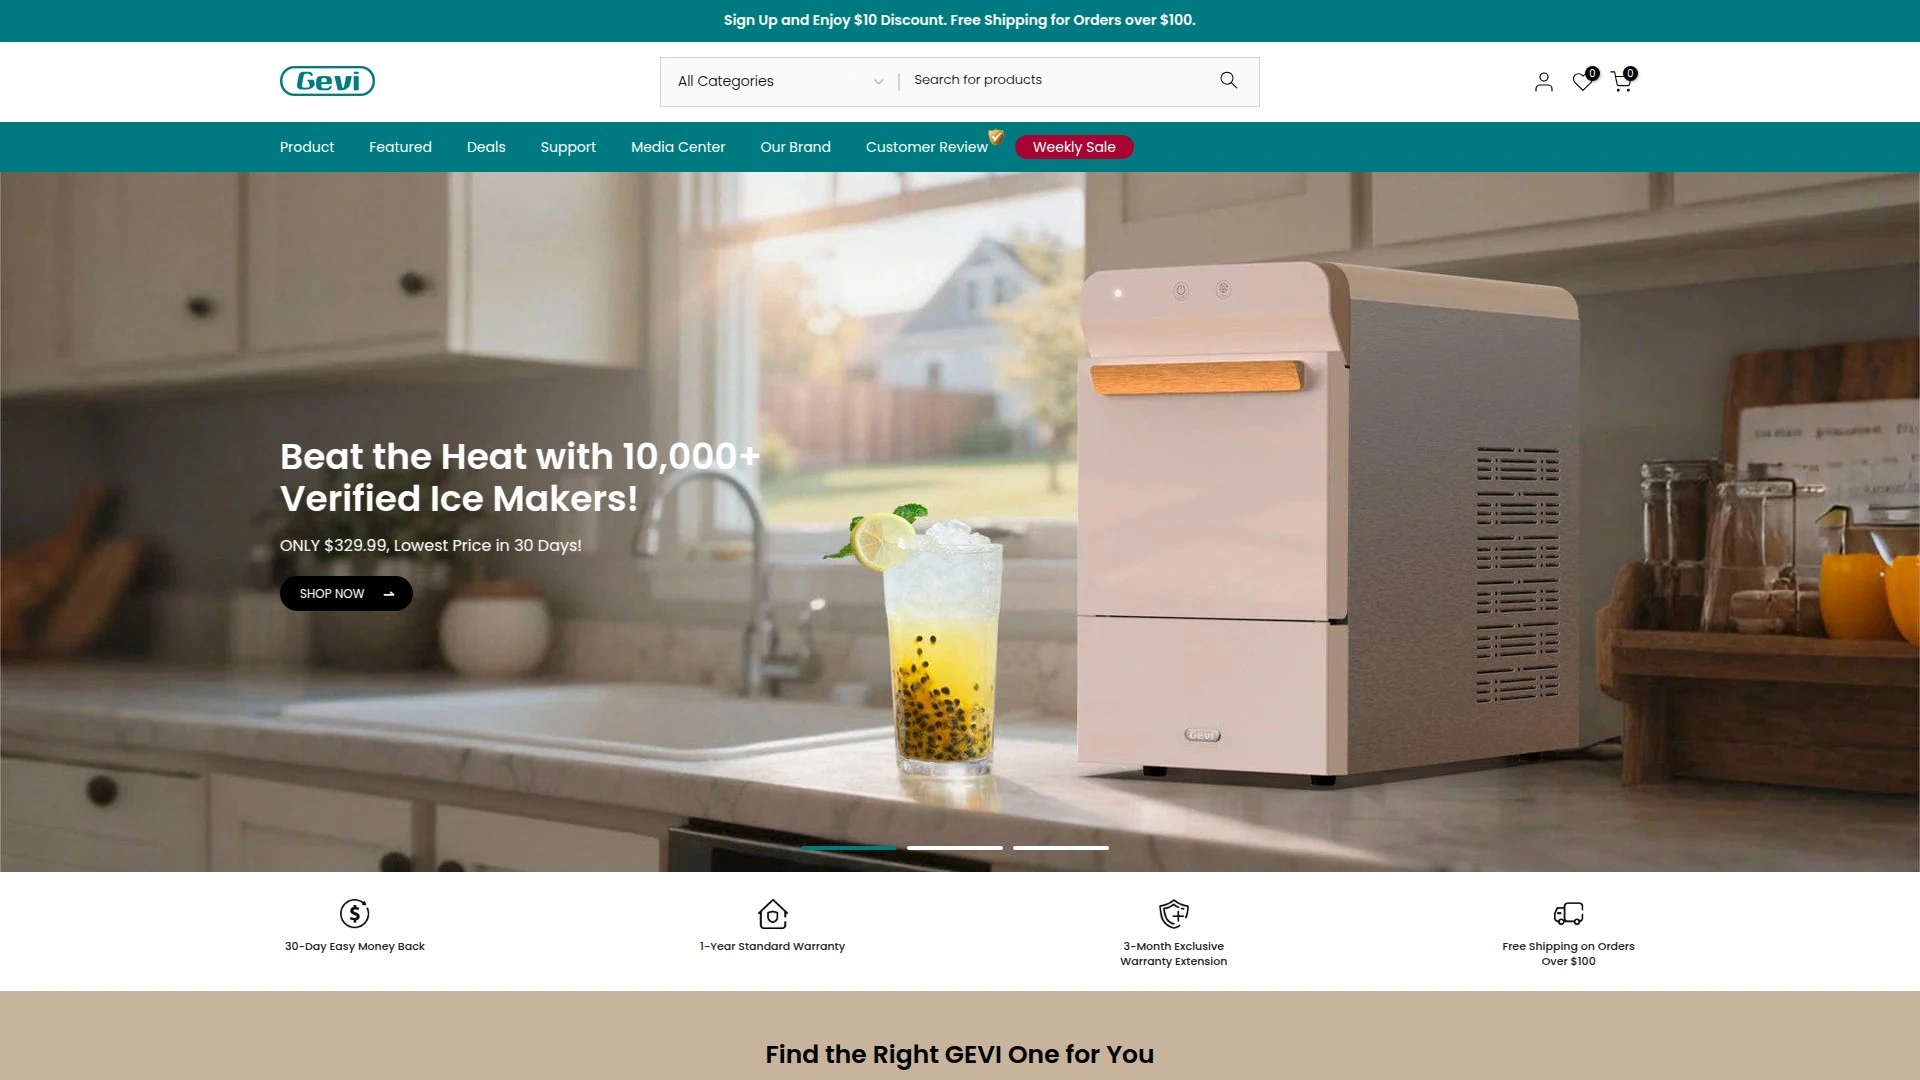 Sign Up and Enjoy $10 Discount. Free Shipping for Orders over $100.
Gevi
All Categories
Search for products
0
0
Product
Featured
Deals
Support
Media Center
Our Brand
Customer Review
Weekly Sale
Beat the Heat with 10,000+
Verified Ice Makers!
ONLY $329.99, Lowest Price in 30 Days!
SHOP NOW
Gevi
30-Day Easy Money Back
1-Year Standard Warranty
3-Month Exclusive
Warranty Extension
Free Shipping on Orders
Over $100
Find the Right GEVI One for You